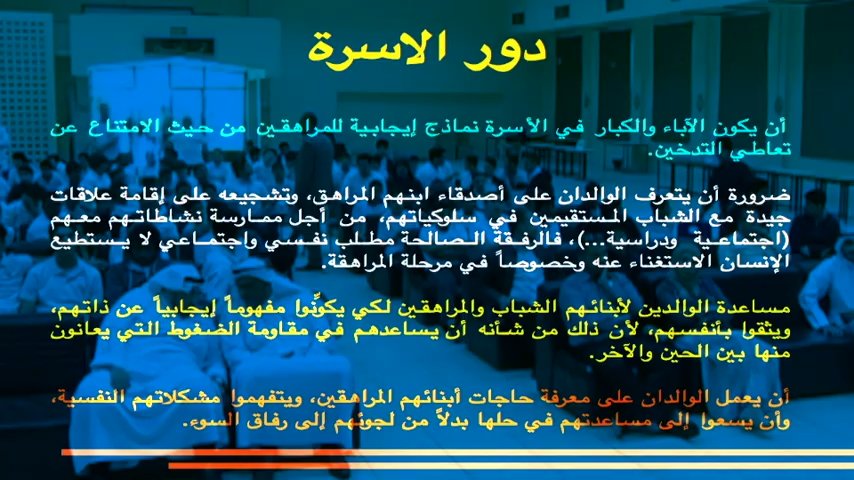 دور الاسرة
أن يكون الآباء والكبار في الأسرة نماذج إيجابية للمراهقين من حيث الامتناع عن
تعاطي التدخين.
ضرورة أن يتعرف الوالدان على أصدقاء ابنهم المراهق، وتشجيعه على إقامة علاقات
جيدة مع الشباب المستقيمين في سلوكياتهم، من أجل ممارسة نشاطاتهم معهم
(اجتماعية ودراسية...)، فالرفقة الصالحة مطلب نفسي واجتماعي لا يستطيع
الإنسان الاستغناء عنه وخصوصاً في مرحلة المراهقة.
مساعدة الوالدين لأبنائهم الشباب والمراهقين لكي يكونِّوا مفهوماً إيجابياً عن ذاتهم،
ويثقوا بأنفسهم، لأن ذلك من شأنه أن يساعدهم في مقاومة الضغوط التي يعانون
منها بين الحين والآخر.
أن يعمل الوالدان على معرفة حاجات أبنائهم المراهقين، ويتفهموا مشكلاتهم النفسية،
وأن يسعوا إلى مساعدتهم في حلها بدلاً من لجوئهم إلى رفاق السوء.